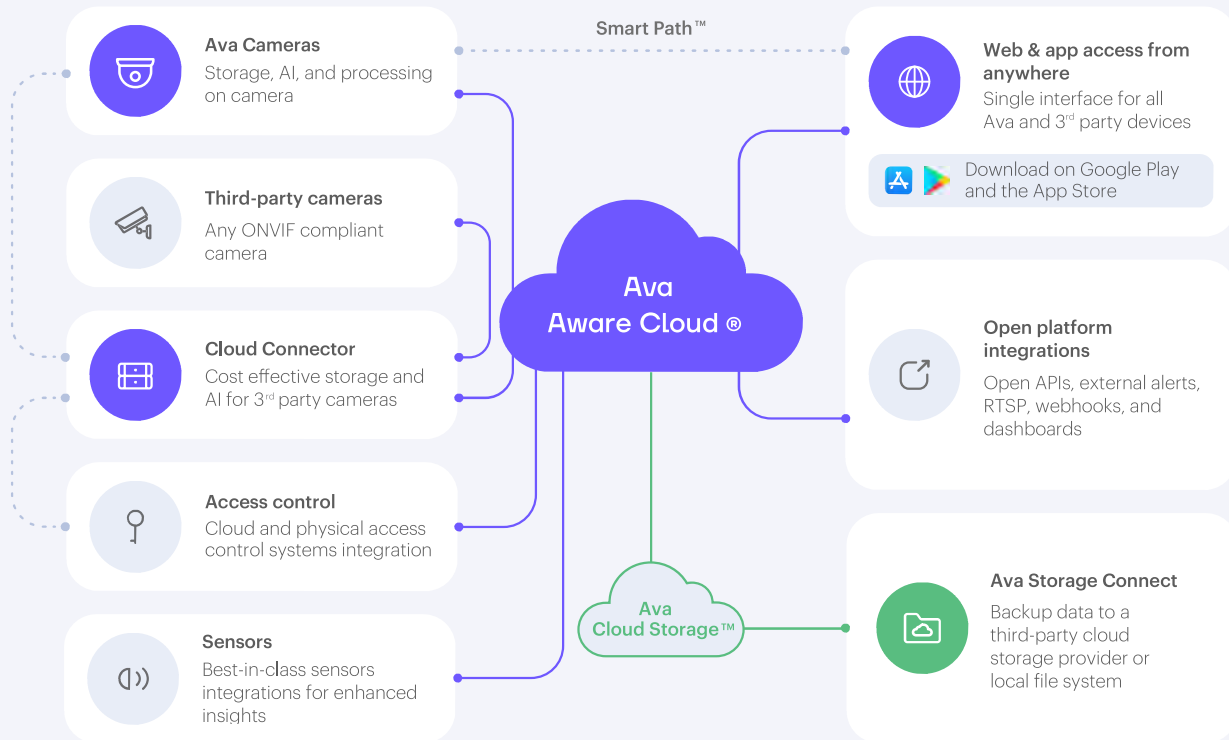 Smart Path™
Ava Cameras
Storage, AI, and processing
on camera
Third-party cameras
Any ONVIF compliant
camera
Cloud Connector
Cost effective storage and
AI for 3rd party cameras
Access control
Cloud and physical access
control systems integration
Sensors
Best-in-class sensors
integrations for enhanced
insights
Ava
Aware Cloud ®
Ava
Cloud Storage™
Web & app access from
anywhere
Single interface for all
Ava and 3rd party devices
Download on Google Play
and the App Store
Open platform
integrations
Open APIs, external alerts,
RTSP, webhooks, and
dashboards
Ava Storage Connect
Backup data to a
third-party cloud
storage provider or
local file system